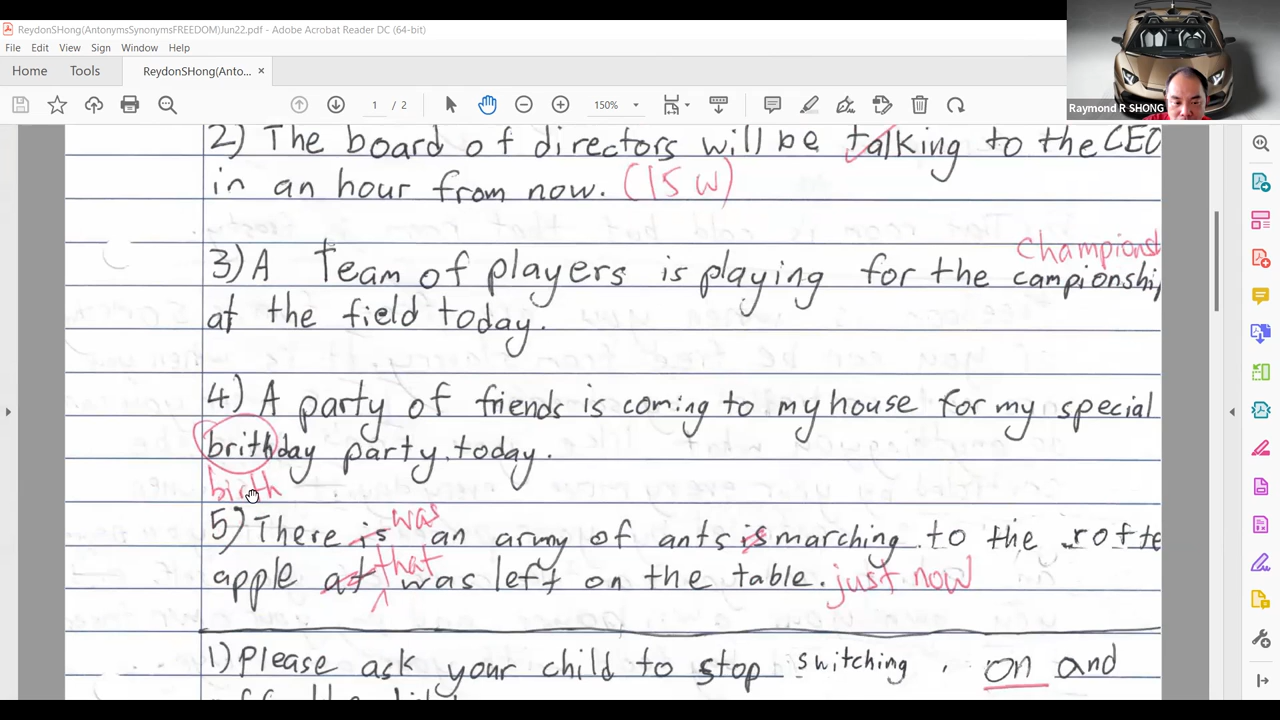 ReydonSHong(AntonymsSynonymsFREEDOM)Jun22.pdf - Adobe Acrobat Reader DC (64-bit)
File Edit View Sign Window Help
Home Tools ReydonSHong(Anto... ×
1 / 2 150%
Raymond R SHONG
2) The board of directors will be talking to the CEO
in an hour from now. (15 W)
championsh
3) A Team of players is playing for the campionship
at the field today.
4) A party of friends is coming to my house for my special
brithday party today.
birth
was
5) There is an army of ants is marching to the rotte
that
apple at was left on the table. just now
1) Please ask your child to stop switching on and